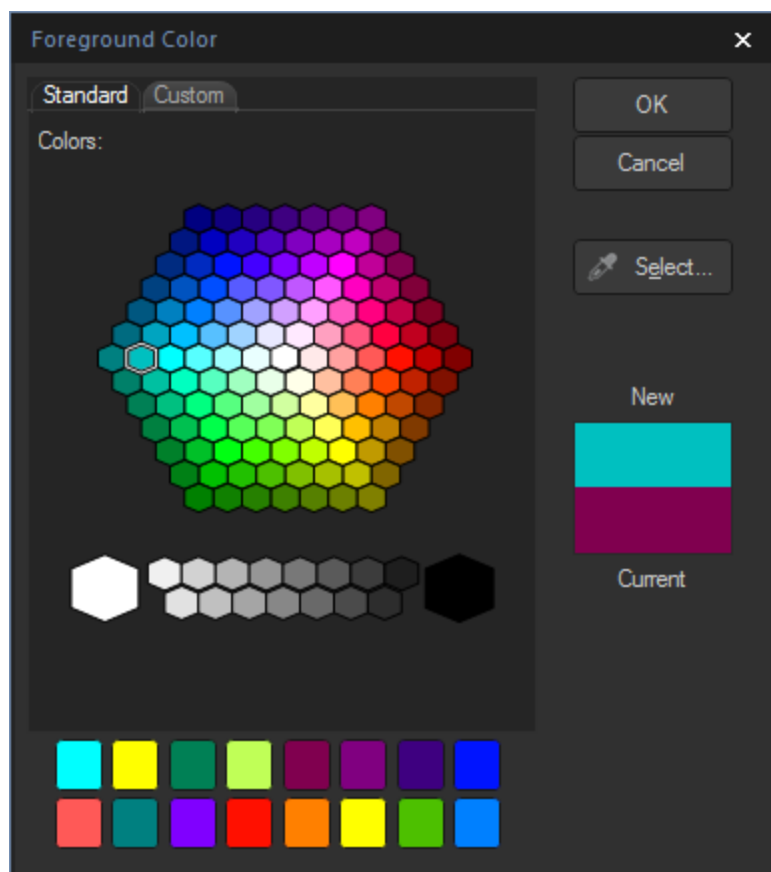 Foreground Color
Standard Custom
Colors:
OK
Cancel
Select...
New
Current